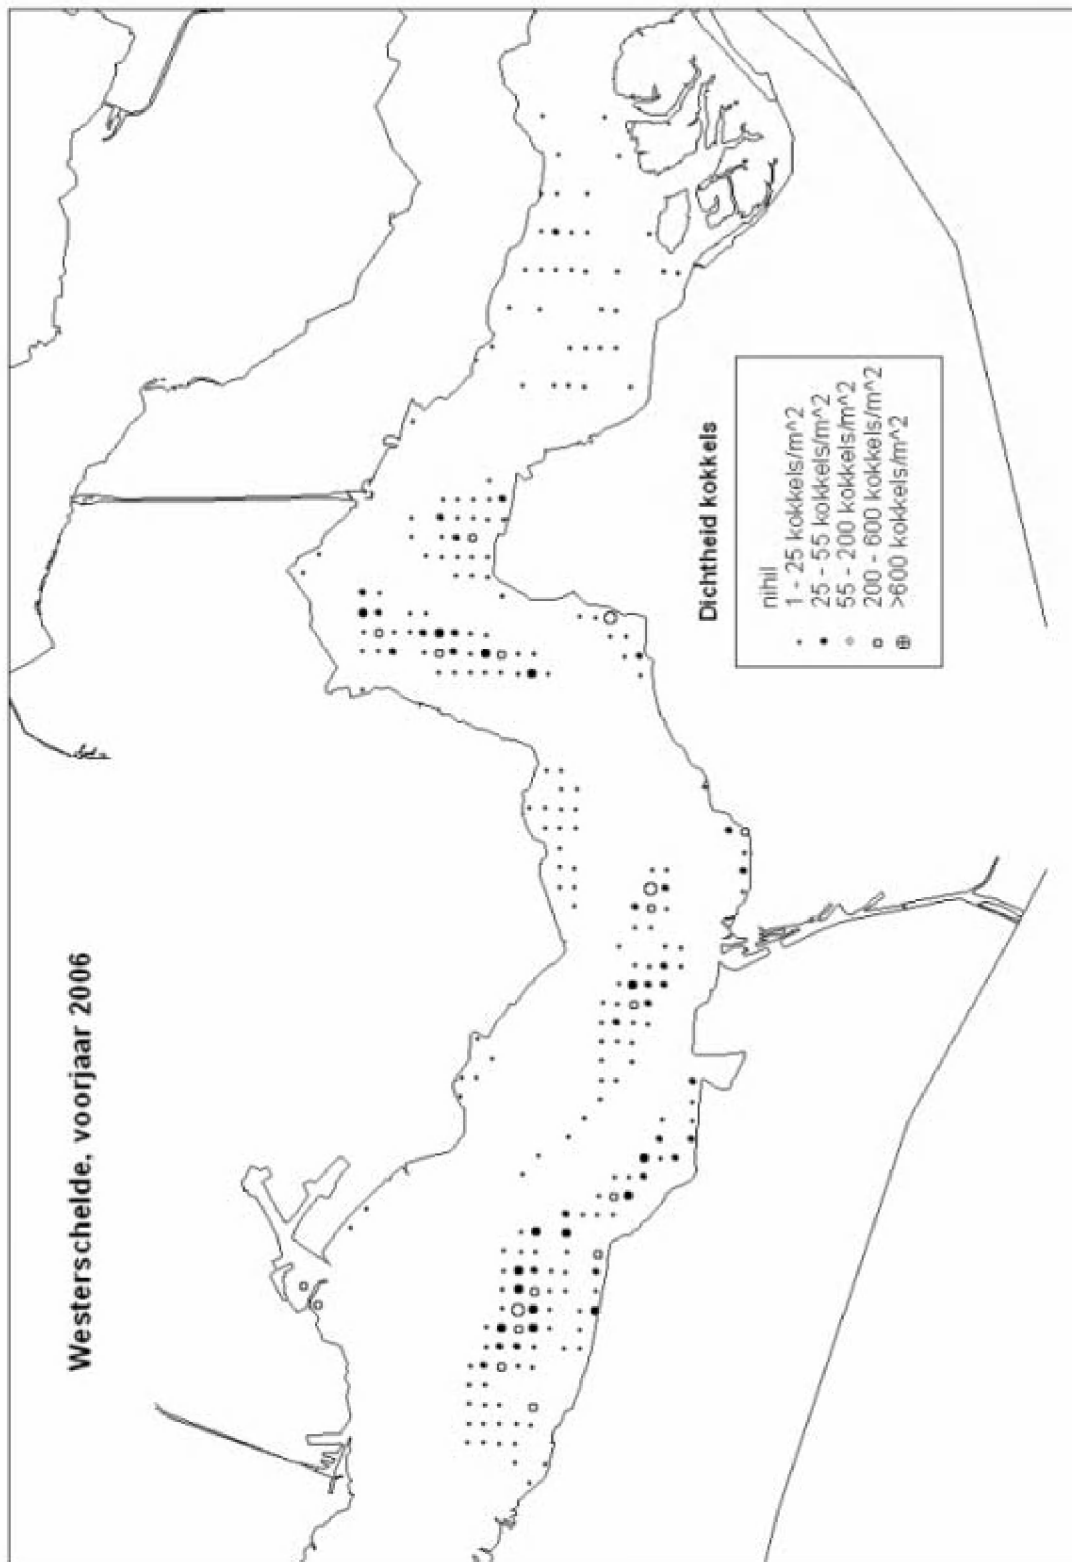 Westerschelde, voorjaar 2006
Dichtheid kokkels
nihil
1 - 25 kokkels/m^2
25 - 55 kokkels/m^2
55 - 200 kokkels/m^2
200 - 600 kokkels/m^2
>600 kokkels/m^2